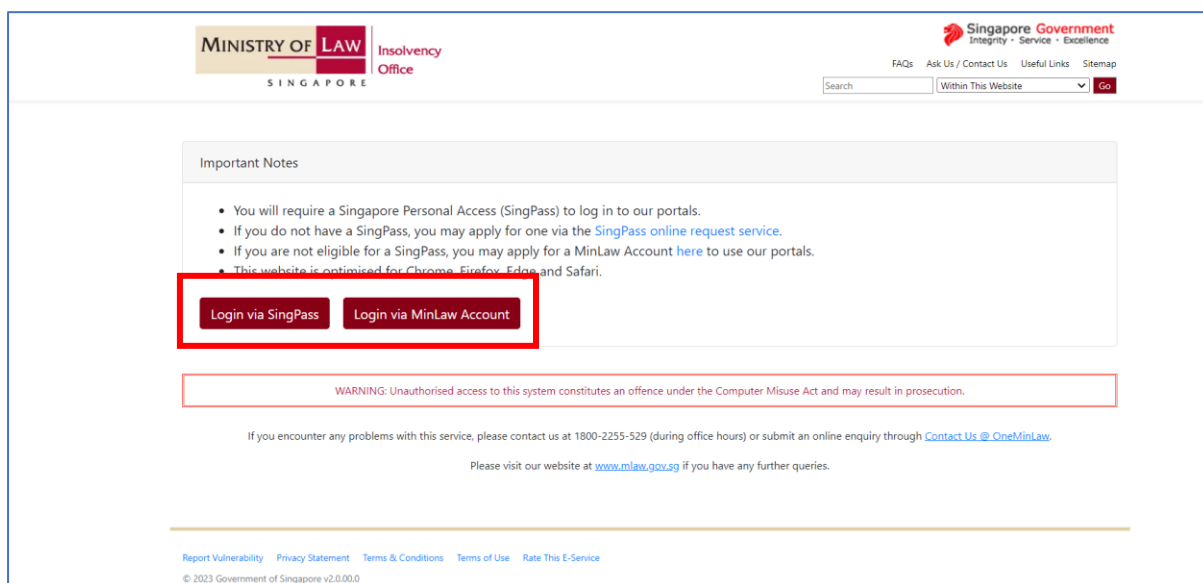 MINISTRY OF LAW
SINGAPORE
Insolvency
Office
Singapore Government
Integrity · Service · Excellence
FAQs Ask Us / Contact Us Useful Links Sitemap
Search Within This Website Go
Important Notes
• You will require a Singapore Personal Access (SingPass) to log in to our portals.
• If you do not have a SingPass, you may apply for one via the SingPass online request service.
• If you are not eligible for a SingPass, you may apply for a MinLaw Account here to use our portals.
• This website is optimised for Chrome, Firefox, Edge and Safari.
Login via SingPass Login via MinLaw Account
WARNING: Unauthorised access to this system constitutes an offence under the Computer Misuse Act and may result in prosecution.
If you encounter any problems with this service, please contact us at 1800-2255-529 (during office hours) or submit an online enquiry through Contact Us @ OneMinLaw.
Please visit our website at www.mlaw.gov.sg if you have any further queries.
Report Vulnerability Privacy Statement Terms & Conditions Terms of Use Rate This E-Service
© 2023 Government of Singapore v2.0.00.0